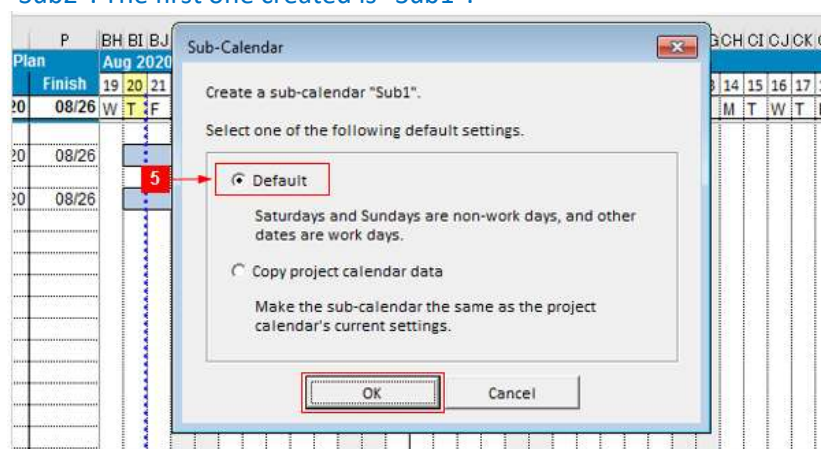 "Sub2". The first one created is "Sub1".
P BH BI BJ Sub-Calendar CH CI CJ CK
Plan Aug 2020
Finish 19 20 21 14 15 16 17
20 08/26 W T F M T W T
Create a sub-calendar "Sub1".
Select one of the following default settings.
20 08/26
5 Default
20 08/26
Saturdays and Sundays are non-work days, and other
dates are work days.
Copy project calendar data
Make the sub-calendar the same as the project
calendar's current settings.
OK Cancel